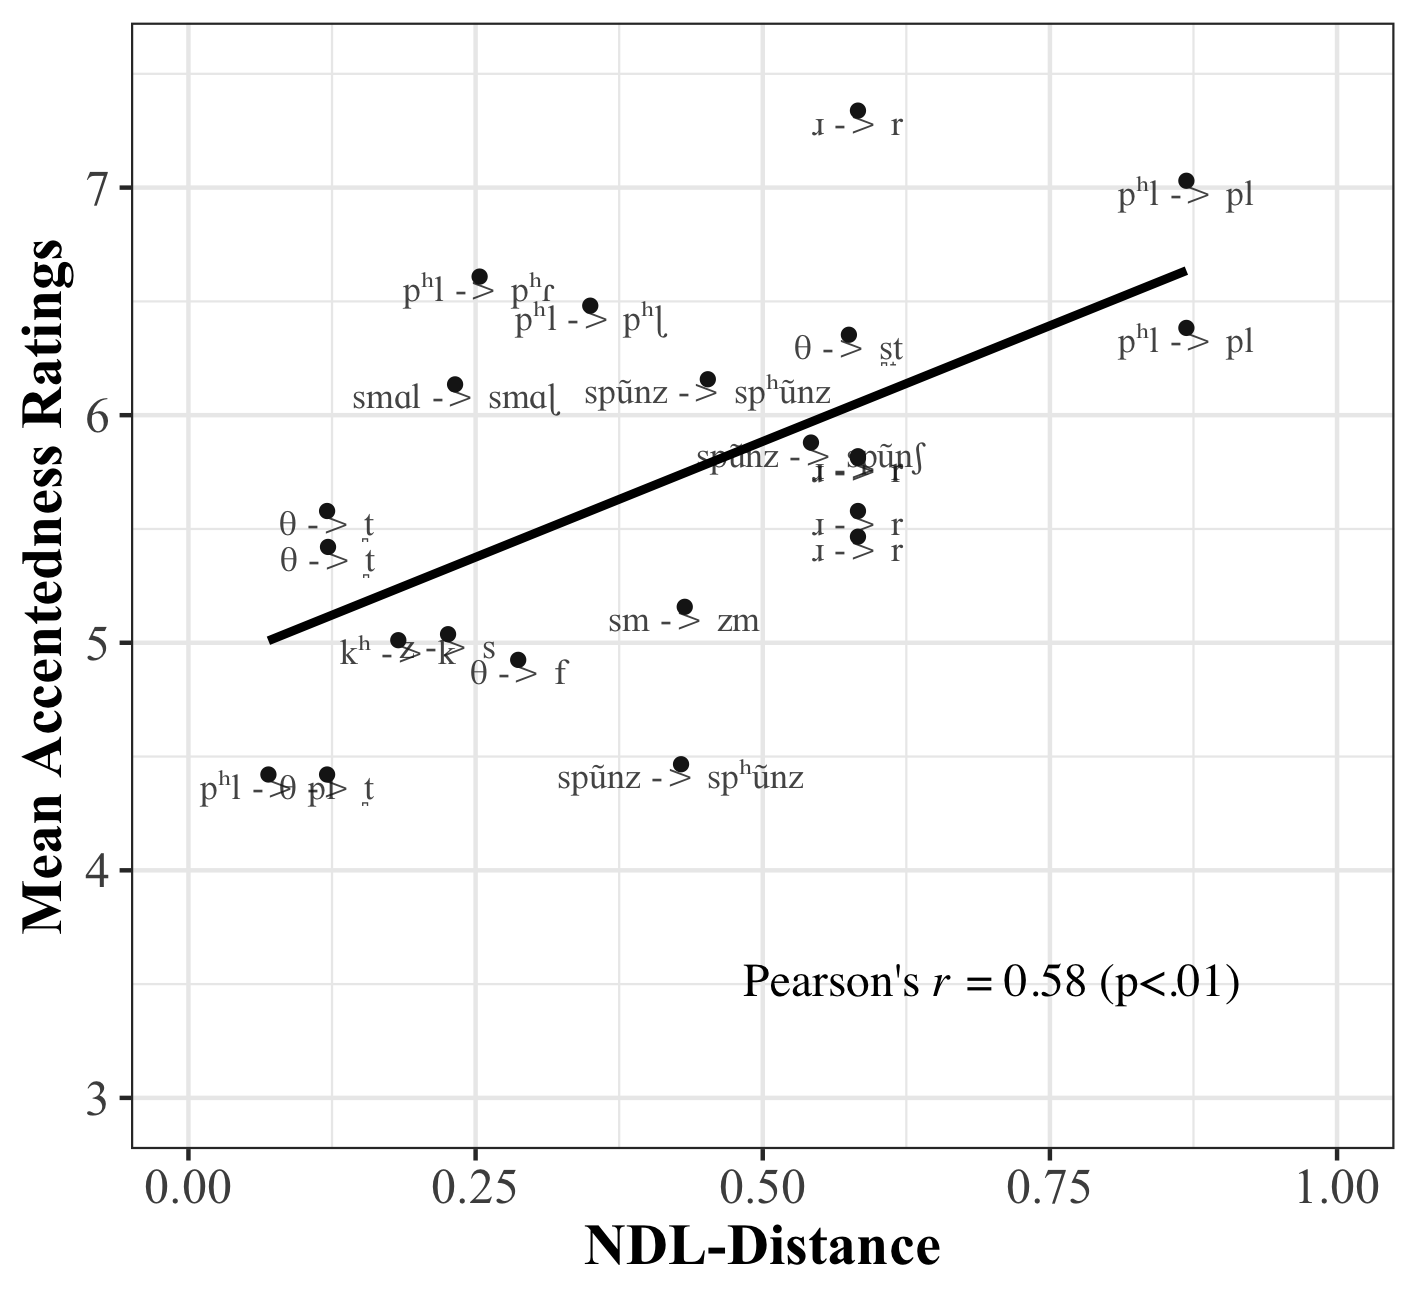 Mean Accentedness Ratings
7
6
5
4
3
ɹ -> r
pʰl -> pl
pʰl -> pʰɾ
pʰl -> pʰɭ
θ -> s̪t̪
pʰl -> pl
smɑl -> smɑɭ
spũnz -> spʰũnz
spũnz -> spũnʃ
ɹ -> r
θ -> t̪
ɹ -> r
θ -> t̪
ɹ -> r
sm -> zm
kʰ -> k
z -> s
θ -> f
pʰl -> pl
θ -> t̪
spũnz -> spʰũnz
Pearson's r = 0.58 (p<.01)
0.00 0.25 0.50 0.75 1.00
NDL-Distance